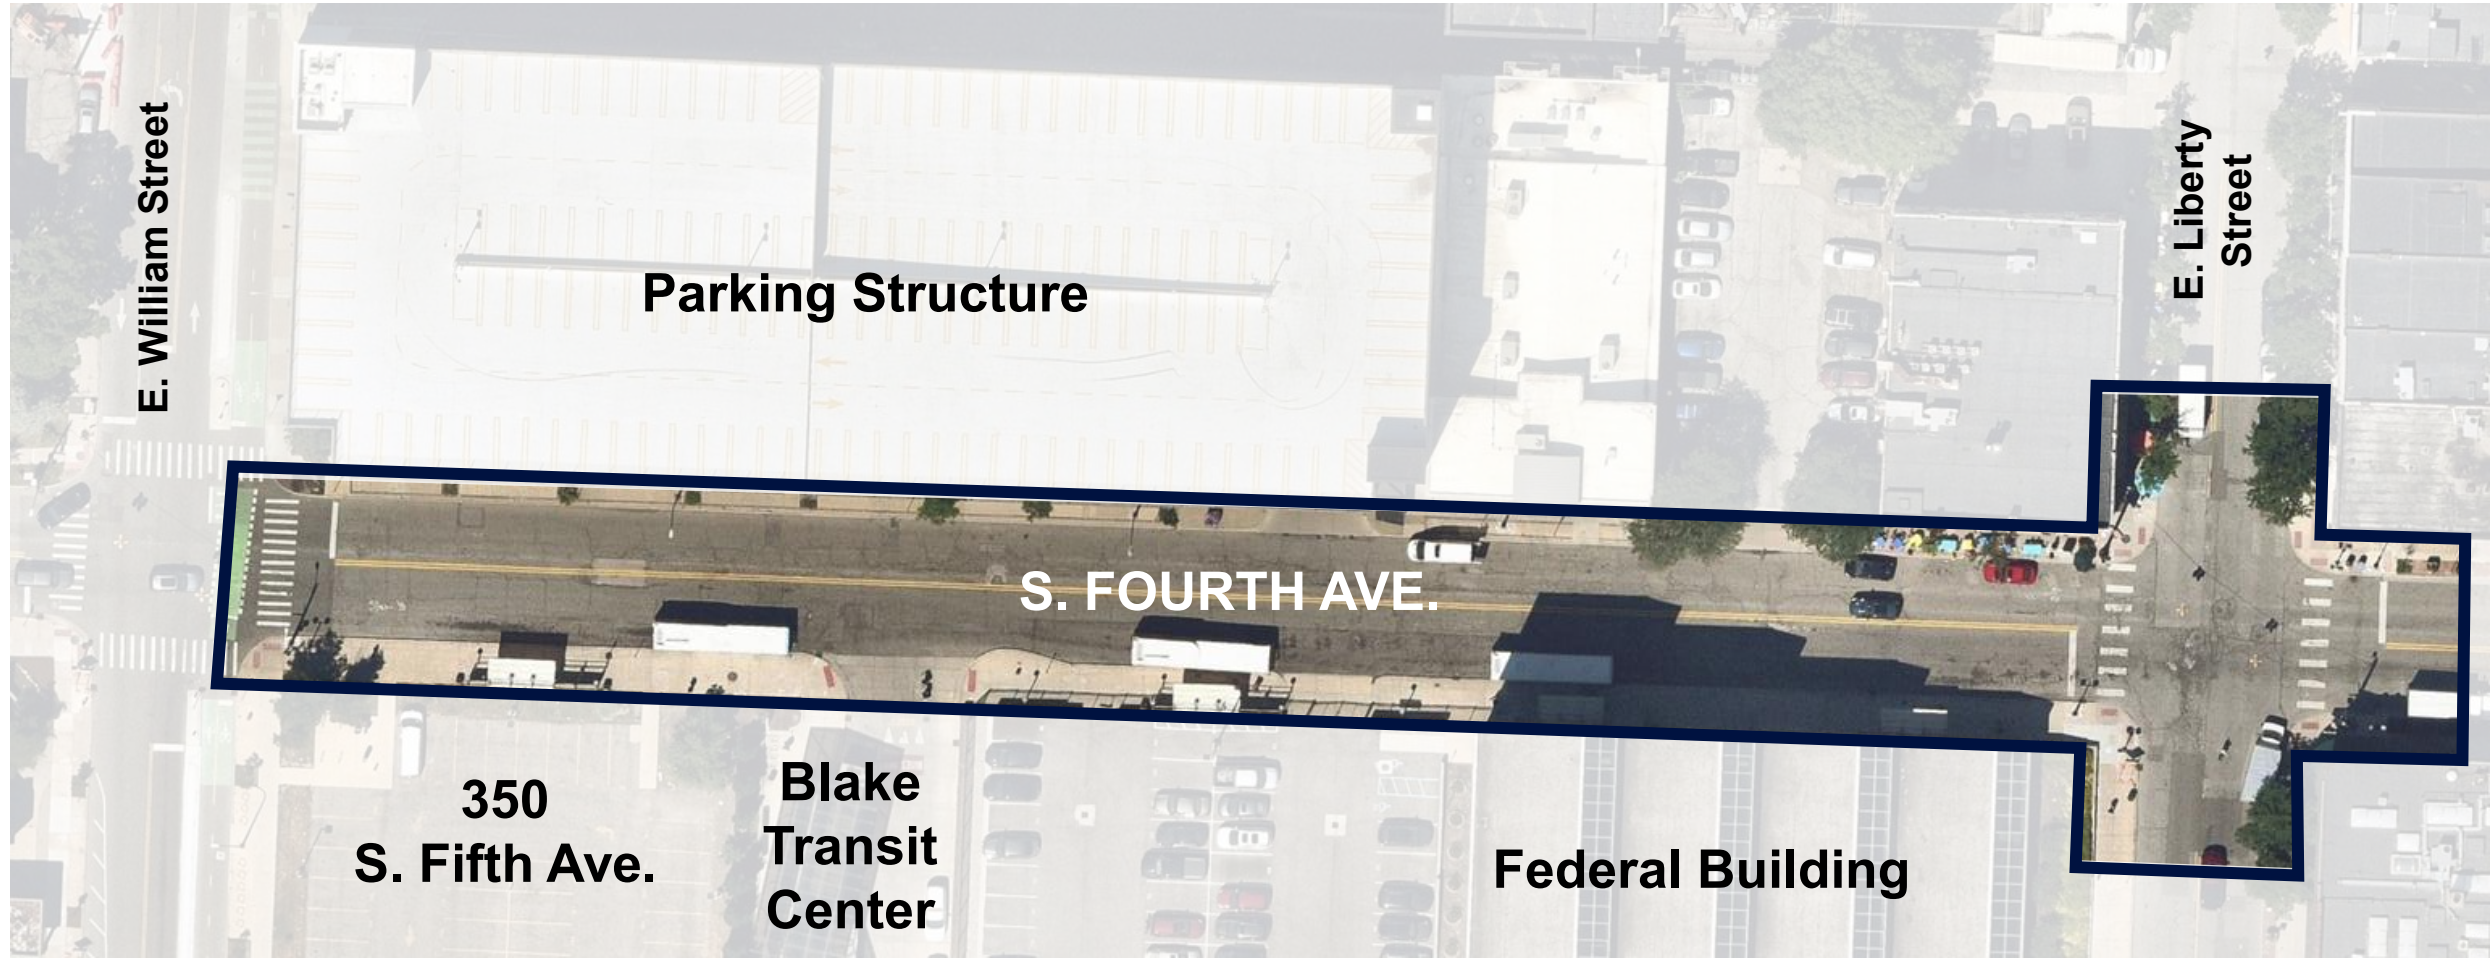 E. William Street
Parking Structure
E. Liberty
Street
S. FOURTH AVE.
350
S. Fifth Ave.
Blake
Transit
Center
Federal Building